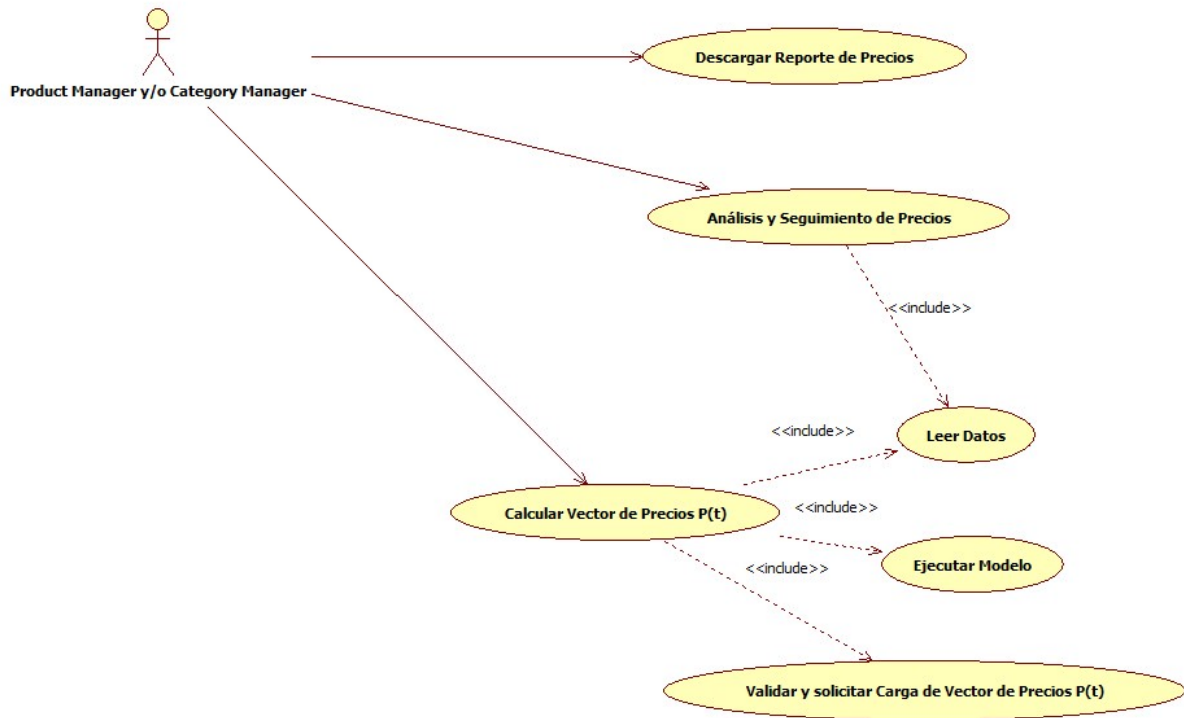 Descargar Reporte de Precios
Product Manager y/o Category Manager
Análisis y Seguimiento de Precios
<<include>>
<<include>>
Leer Datos
<<include>>
Calcular Vector de Precios P(t)
<<include>>
Ejecutar Modelo
Validar y solicitar Carga de Vector de Precios P(t)